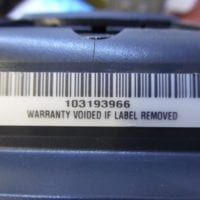 103193966
WARRANTY VOIDED IF LABEL REMOVED